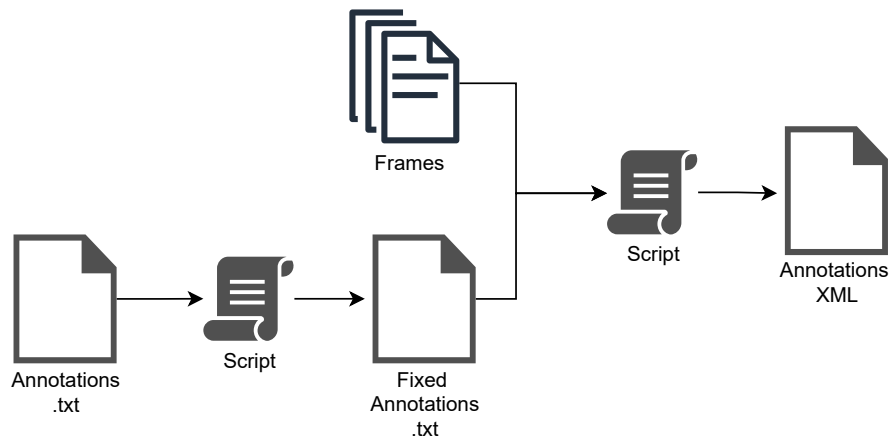 Frames
Script
Annotations
XML
Script
Annotations
.txt
Fixed
Annotations
.txt